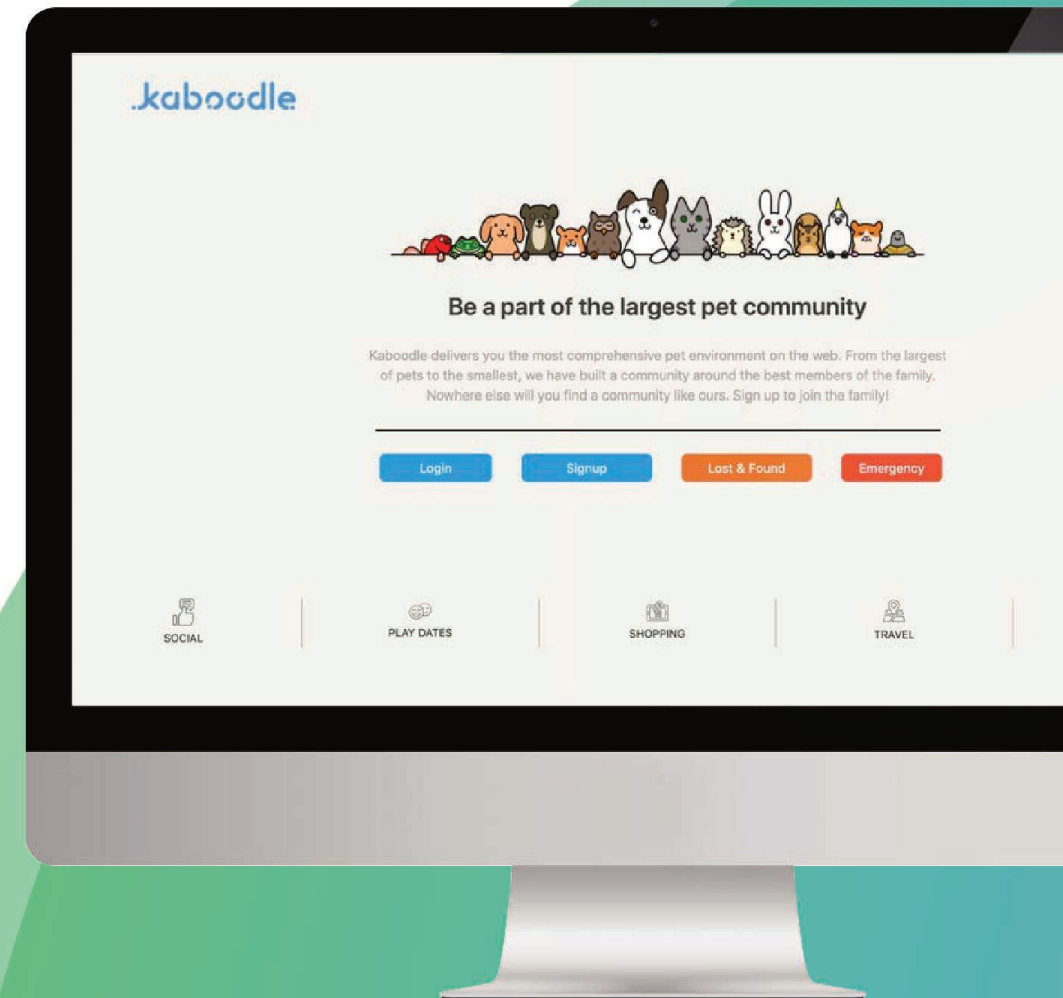 kaboodle
Be a part of the largest pet community
Kaboodle delivers you the most comprehensive pet environment on the web. From the largest
of pets to the smallest, we have built a community around the best members of the family.
Nowhere else will you find a community like ours. Sign up to join the family!
Login
Signup
Lost & Found
Emergency
SOCIAL
PLAY DATES
SHOPPING
TRAVEL